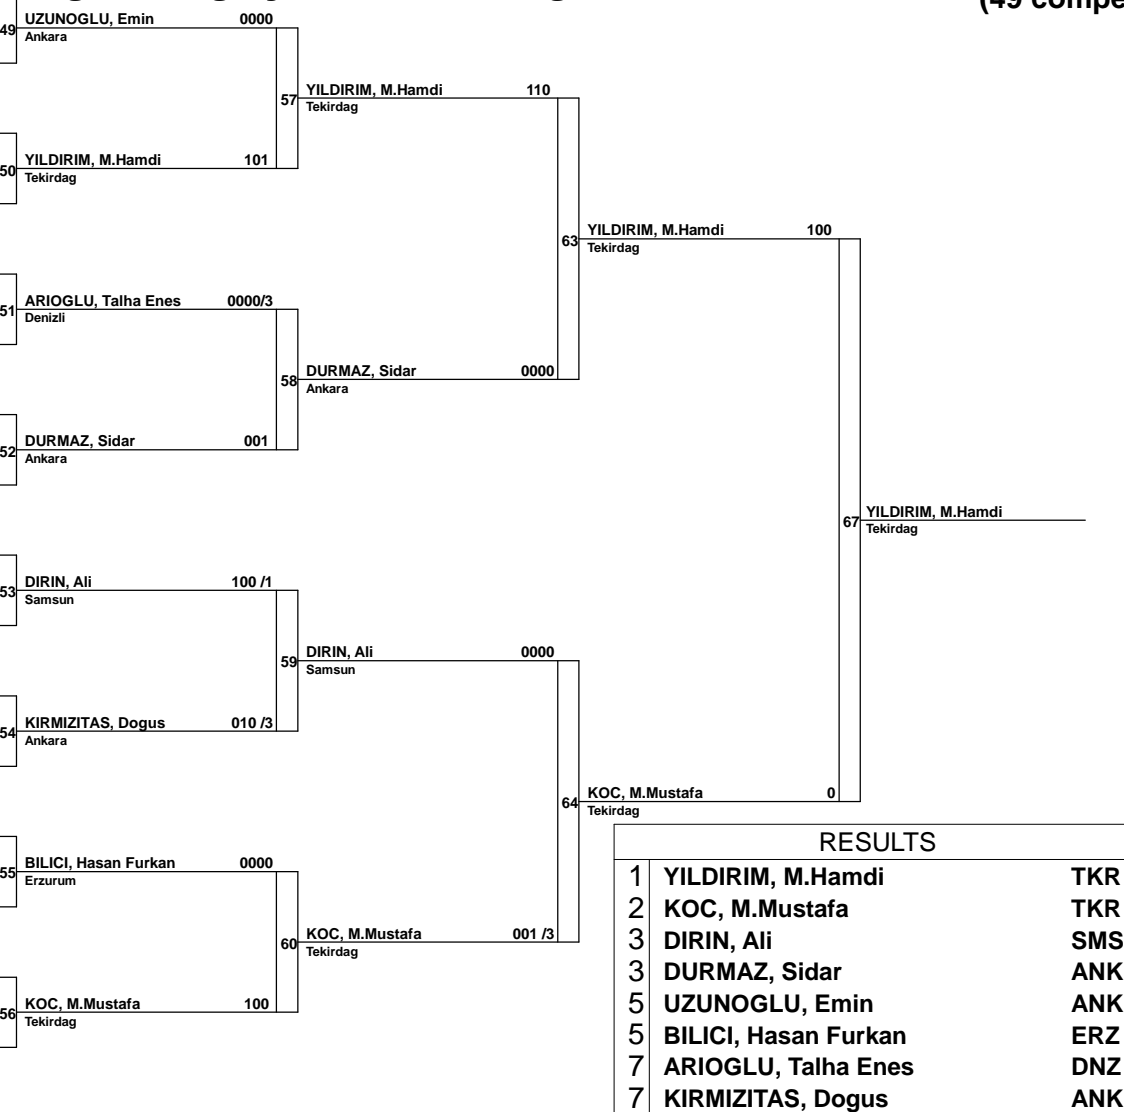 (49 compe
49
UZUNOGLU, Emin 0000
Ankara
57
YILDIRIM, M.Hamdi 110
Tekirdag
50
YILDIRIM, M.Hamdi 101
Tekirdag
63
YILDIRIM, M.Hamdi 100
Tekirdag
51
ARIOGLU, Talha Enes 0000/3
Denizli
58
DURMAZ, Sidar 0000
Ankara
52
DURMAZ, Sidar 001
Ankara
67
YILDIRIM, M.Hamdi
Tekirdag
53
DIRIN, Ali 100 /1
Samsun
59
DIRIN, Ali 0000
Samsun
54
KIRMIZITAS, Dogus 010 /3
Ankara
64
KOC, M.Mustafa 0
Tekirdag
55
BILICI, Hasan Furkan 0000
Erzurum
60
KOC, M.Mustafa 001 /3
Tekirdag
56
KOC, M.Mustafa 100
Tekirdag
RESULTS
1 YILDIRIM, M.Hamdi TKR
2 KOC, M.Mustafa TKR
3 DIRIN, Ali SMS
3 DURMAZ, Sidar ANK
5 UZUNOGLU, Emin ANK
5 BILICI, Hasan Furkan ERZ
7 ARIOGLU, Talha Enes DNZ
7 KIRMIZITAS, Dogus ANK